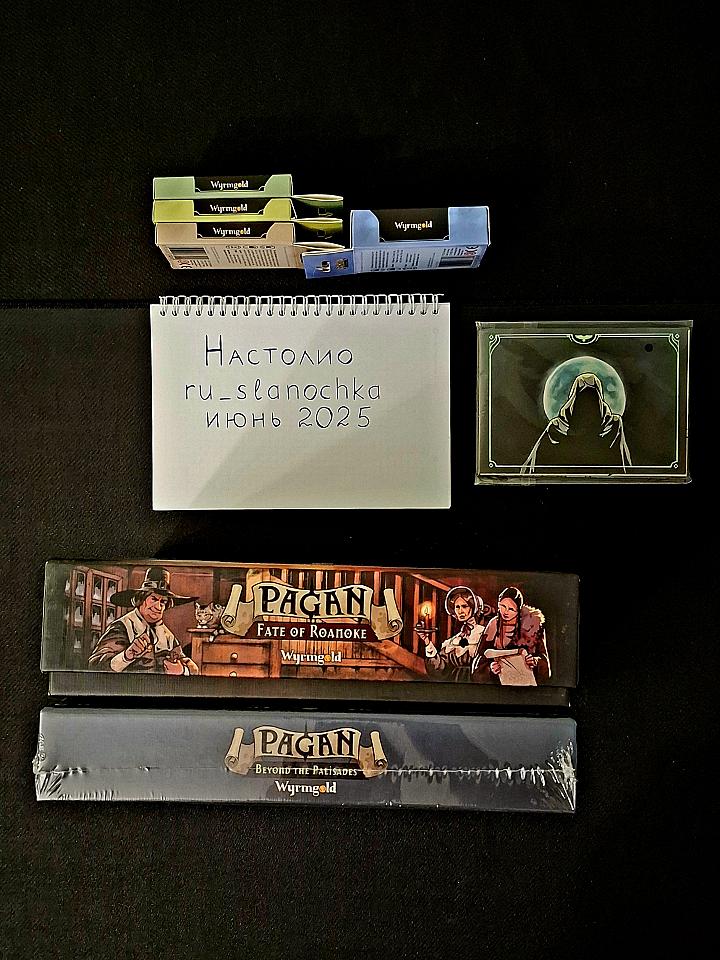 Wyrmgold
Wyrmgold
Wyrmgold
Wyrmgold
Настолио
ru_slanochka
июнь 2025
PAGAN
FATE OF ROANOKE
Wyrmgold
PAGAN
BEYOND THE PALISADES
Wyrmgold